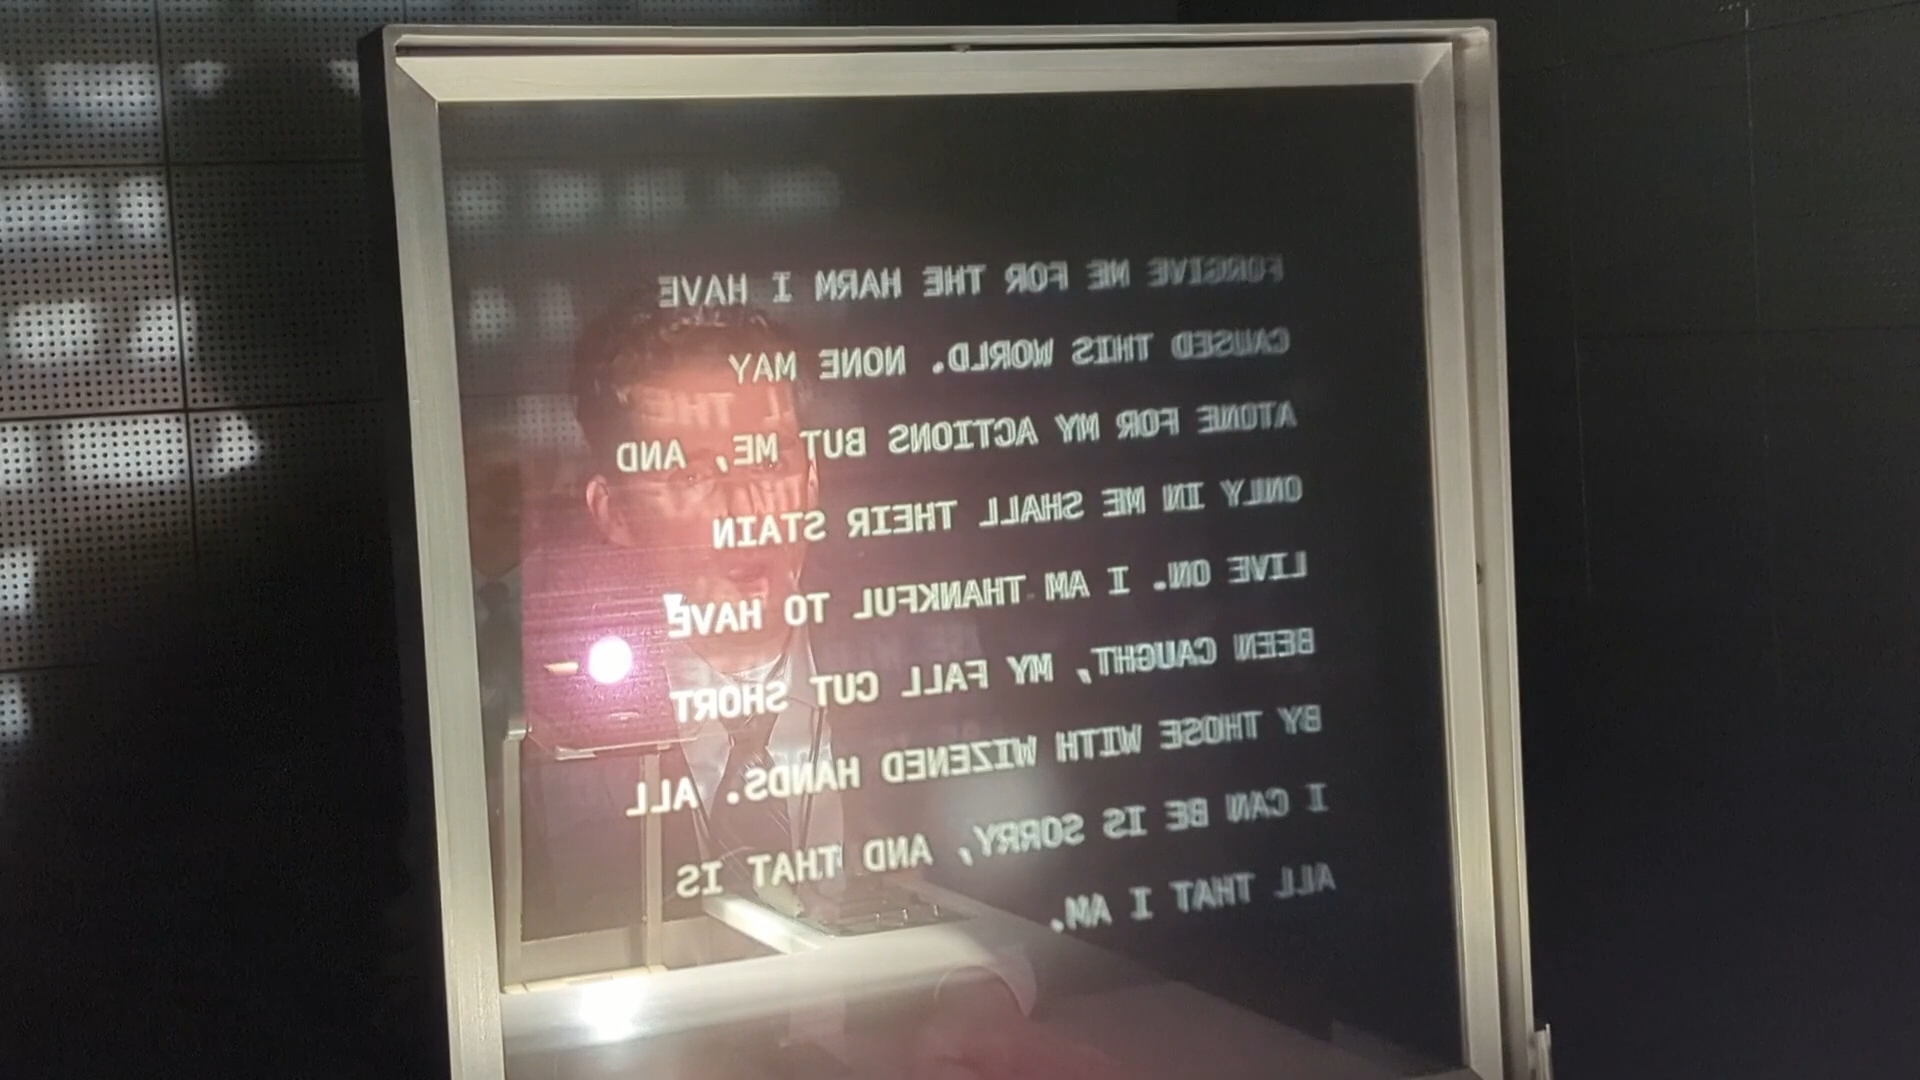 FORGIVE ME FOR THE HARM I HAVE
CAUSED THIS WORLD. NONE MAY
ATONE FOR MY ACTIONS BUT ME, AND
ONLY IN ME SHALL THEIR STAIN
LIVE ON. I AM THANKFUL TO HAVE
BEEN CAUGHT, MY FALL CUT SHORT
BY THOSE WITH WIZENED HANDS. ALL
I CAN BE IS SORRY, AND THAT IS
ALL THAT I AM.